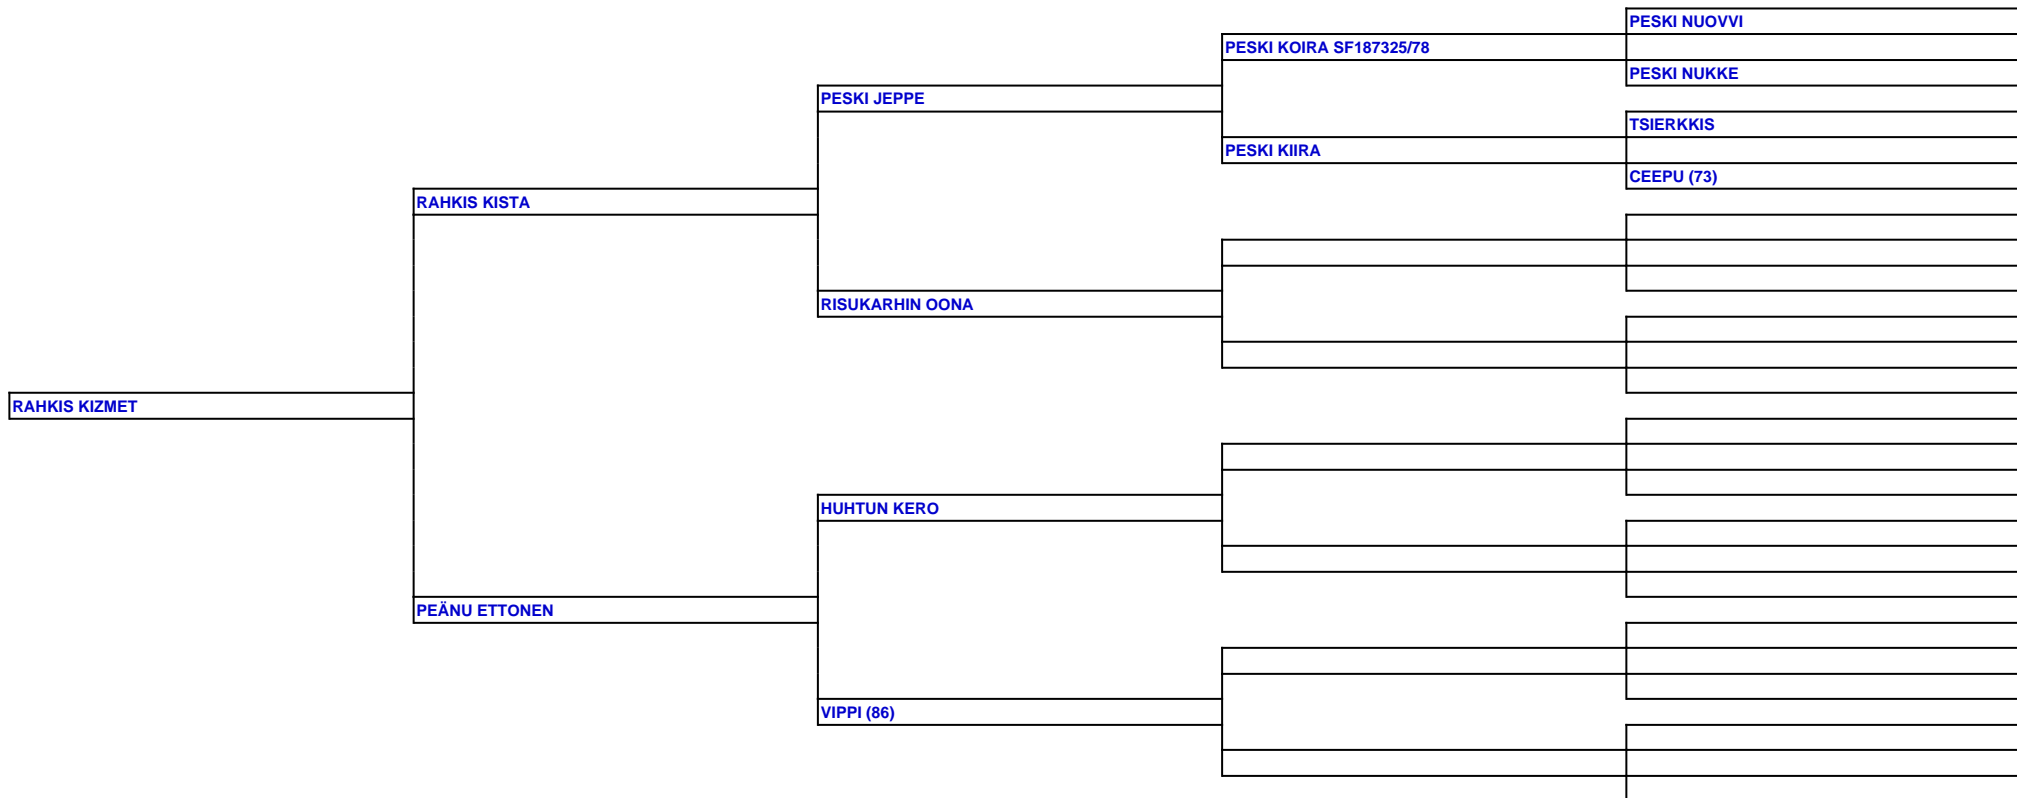 PESKI NUOVVI
PESKI KOIRA SF187325/78
PESKI NUKKE
PESKI JEPPE
TSIERKKIS
PESKI KIIRA
CEEPU (73)
RAHKIS KISTA
RISUKARHIN OONA
RAHKIS KIZMET
HUHTUN KERO
PEÄNU ETTONEN
VIPPI (86)